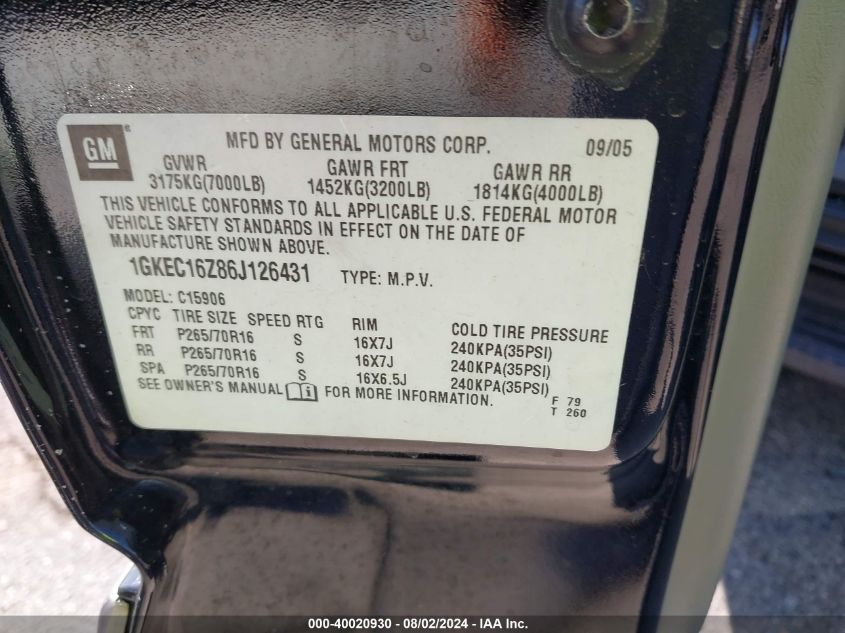 GM
®
MFD BY GENERAL MOTORS CORP. 09/05
GVWR GAWR FRT GAWR RR
3175KG(7000LB) 1452KG(3200LB) 1814KG(4000LB)
THIS VEHICLE CONFORMS TO ALL APPLICABLE U.S. FEDERAL MOTOR
VEHICLE SAFETY STANDARDS IN EFFECT ON THE DATE OF
MANUFACTURE SHOWN ABOVE.
1GKEC16Z86J126431 TYPE: M.P.V.
MODEL: C15906
CPYC TIRE SIZE SPEED RTG RIM COLD TIRE PRESSURE
FRT P265/70R16 S 16X7J 240KPA(35PSI)
RR P265/70R16 S 16X7J 240KPA(35PSI)
SPA P265/70R16 S 16X6.5J 240KPA(35PSI)
SEE OWNER'S MANUAL FOR MORE INFORMATION.
F 79
T 260
000-40020930 - 08/02/2024 - IAA Inc.